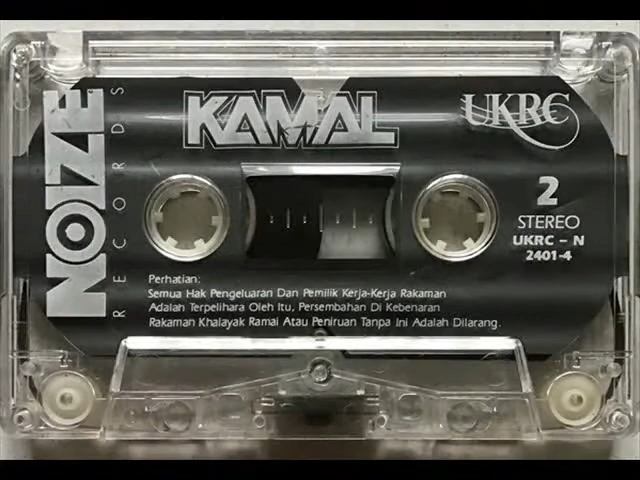 NOIZE
RECORDS
KAMAL
UKRC
2
STEREO
UKRC – N
2401-4
Perhatian:
Semua Hak Pengeluaran Dan Pemilik Kerja-Kerja Rakaman
Adalah Terpelihara Oleh Itu, Persembahan Di Kebenaran
Rakaman Khalayak Ramai Atau Peniruan Tanpa Ini Adalah Dilarang.